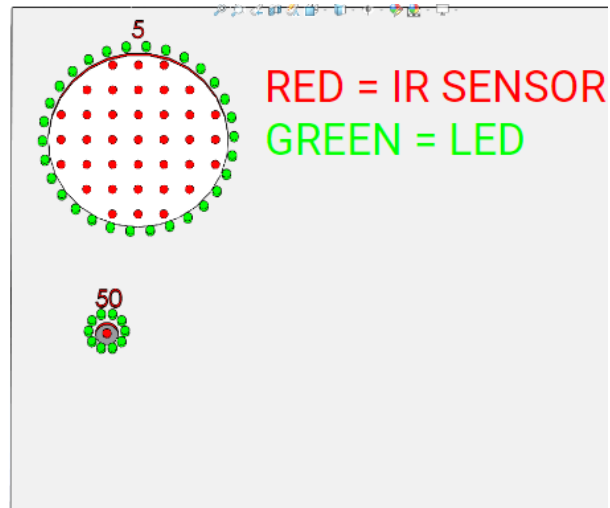 5
RED = IR SENSOR
GREEN = LED
50